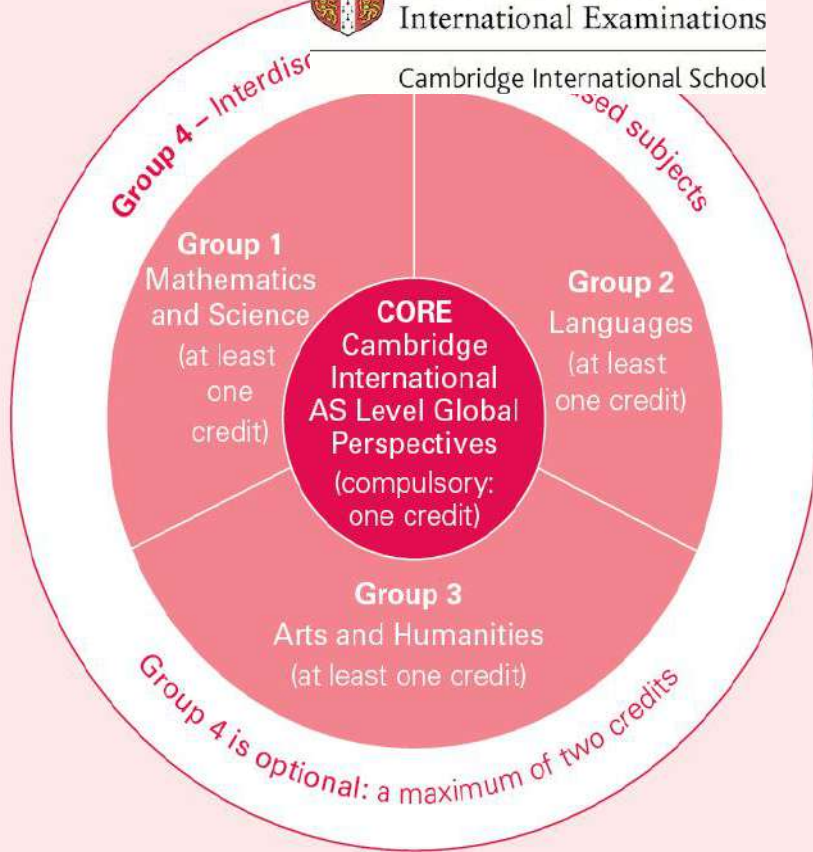 International Examinations
Cambridge International School
Group 4 – Interdisc
used subjects
Group 1
Mathematics
and Science
(at least
one
credit)
CORE
Cambridge
International
AS Level Global
Perspectives
(compulsory:
one credit)
Group 2
Languages
(at least
one credit)
Group 3
Arts and Humanities
(at least one credit)
Group 4 is optional: a maximum of two credits